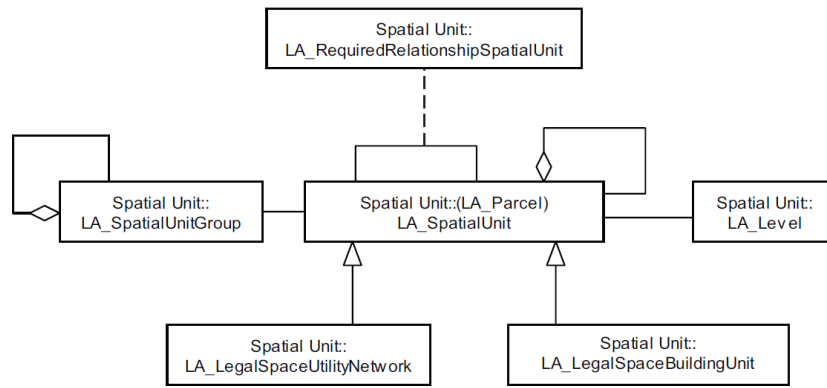 Spatial Unit::
LA_RequiredRelationshipSpatialUnit
Spatial Unit::
LA_SpatialUnitGroup
Spatial Unit::(LA_Parcel)
LA_SpatialUnit
Spatial Unit::
LA_Level
Spatial Unit::
LA_LegalSpaceUtilityNetwork
Spatial Unit::
LA_LegalSpaceBuildingUnit